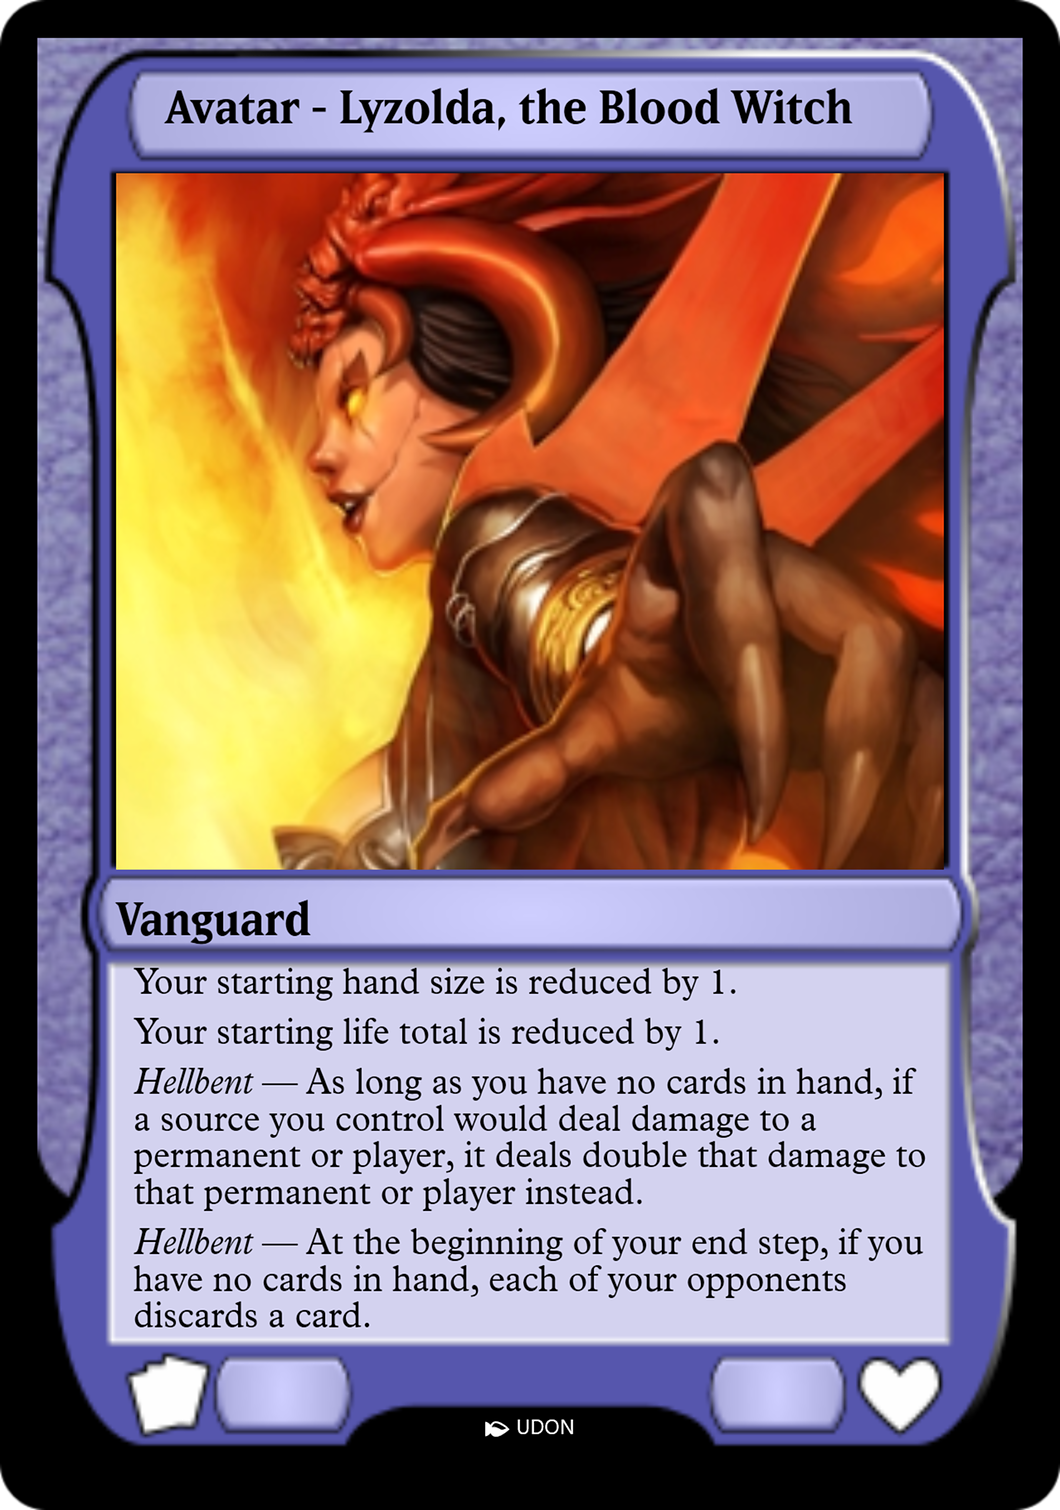 Avatar - Lyzolda, the Blood Witch
Vanguard
Your starting hand size is reduced by 1.
Your starting life total is reduced by 1.
Hellbent — As long as you have no cards in hand, if
a source you control would deal damage to a
permanent or player, it deals double that damage to
that permanent or player instead.
Hellbent — At the beginning of your end step, if you
have no cards in hand, each of your opponents
discards a card.
UDON